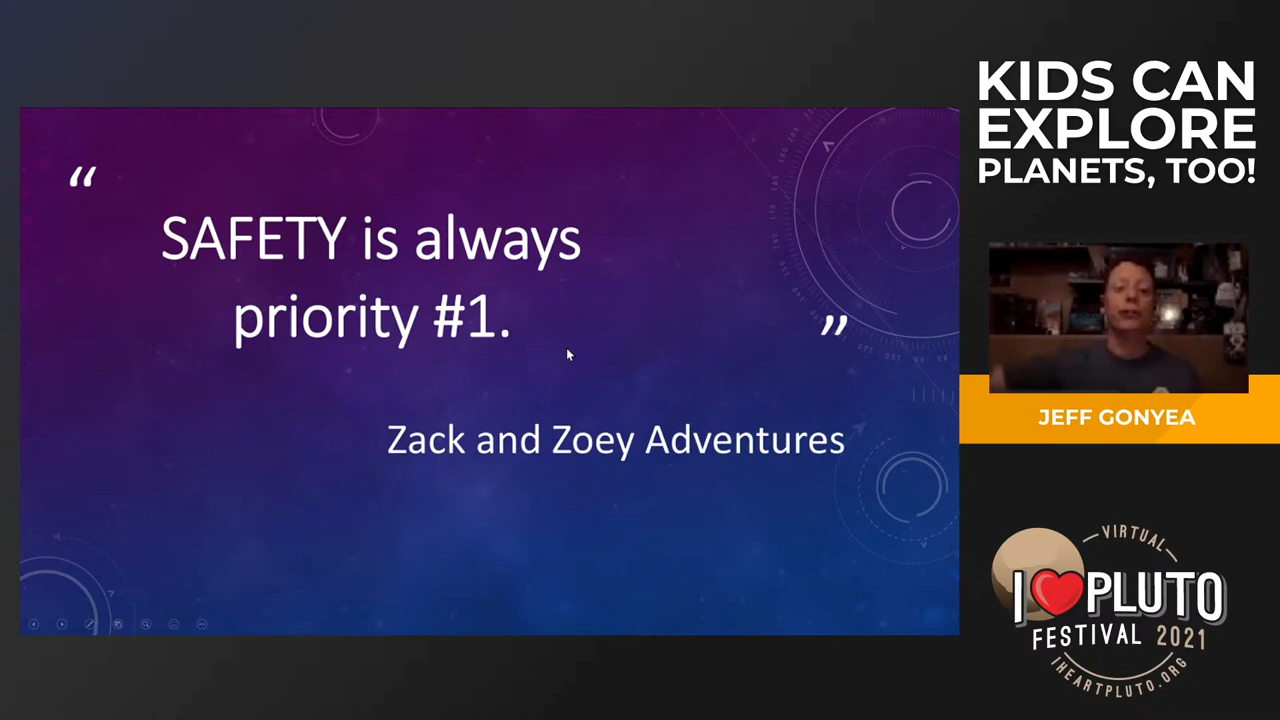 “
SAFETY is always
priority #1.
”
Zack and Zoey Adventures
KIDS CAN
EXPLORE
PLANETS, TOO!
JEFF GONYEA
VIRTUAL
I ❤ PLUTO
FESTIVAL 2021
IHEARTPLUTO.ORG